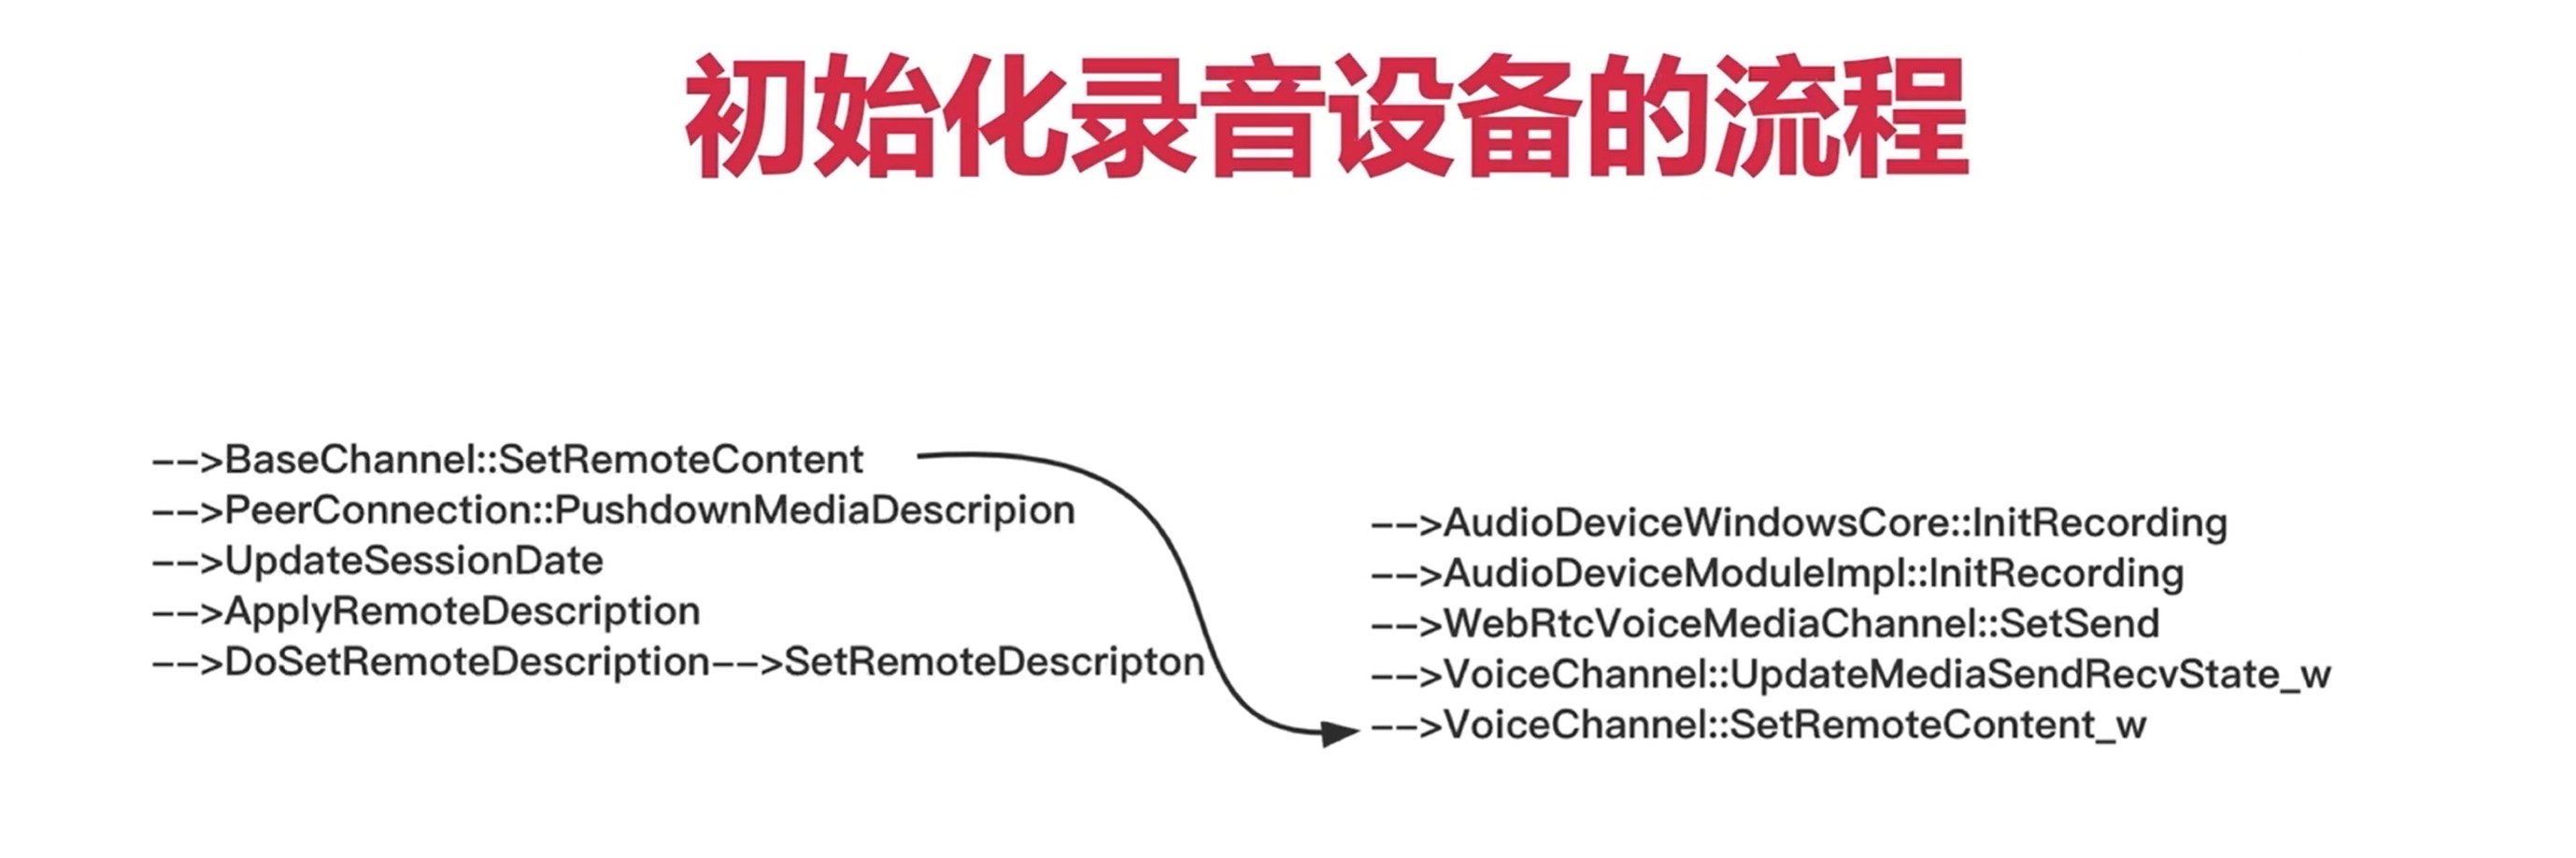 初始化录音设备的流程
-->BaseChannel::SetRemoteContent
-->PeerConnection::PushdownMediaDescripion
-->UpdateSessionDate
-->ApplyRemoteDescription
-->DoSetRemoteDescription-->SetRemoteDescripton
-->AudioDeviceWindowsCore::InitRecording
-->AudioDeviceModuleImpl::InitRecording
-->WebRtcVoiceMediaChannel::SetSend
-->VoiceChannel::UpdateMediaSendRecvState_w
-->VoiceChannel::SetRemoteContent_w